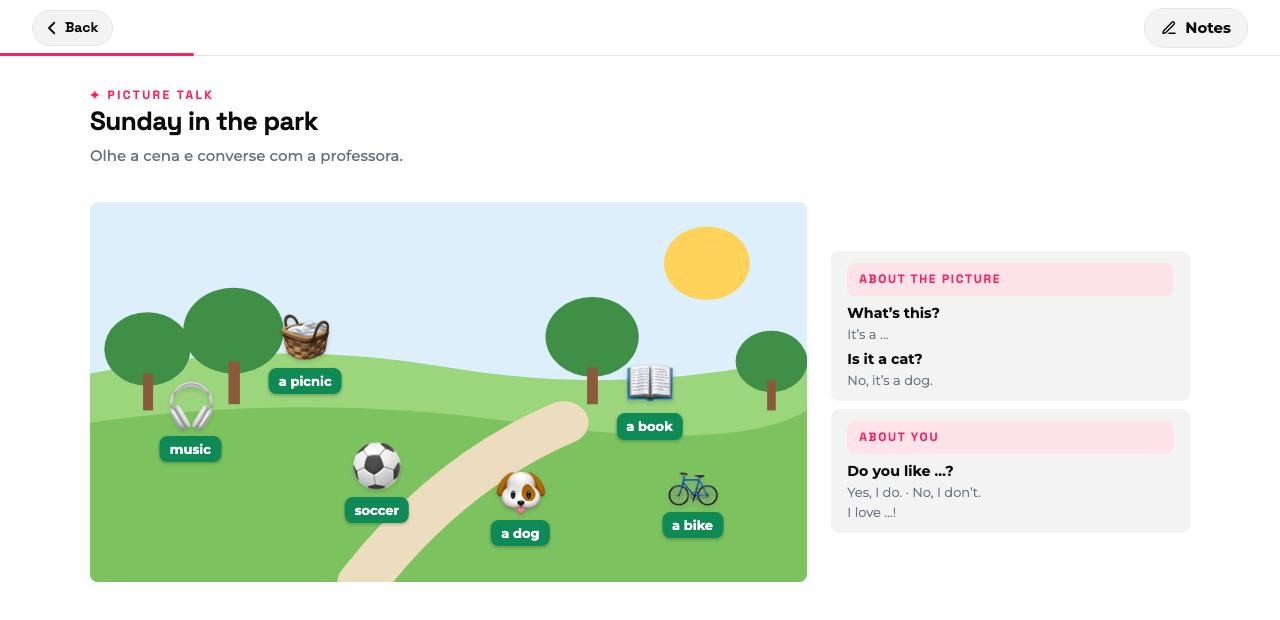 Back
Notes
✦ PICTURE TALK
Sunday in the park
Olhe a cena e converse com a professora.
a picnic
music
a book
soccer
a dog
a bike
ABOUT THE PICTURE
What's this?
It's a ...
Is it a cat?
No, it's a dog.
ABOUT YOU
Do you like ...?
Yes, I do. · No, I don't.
I love ...!